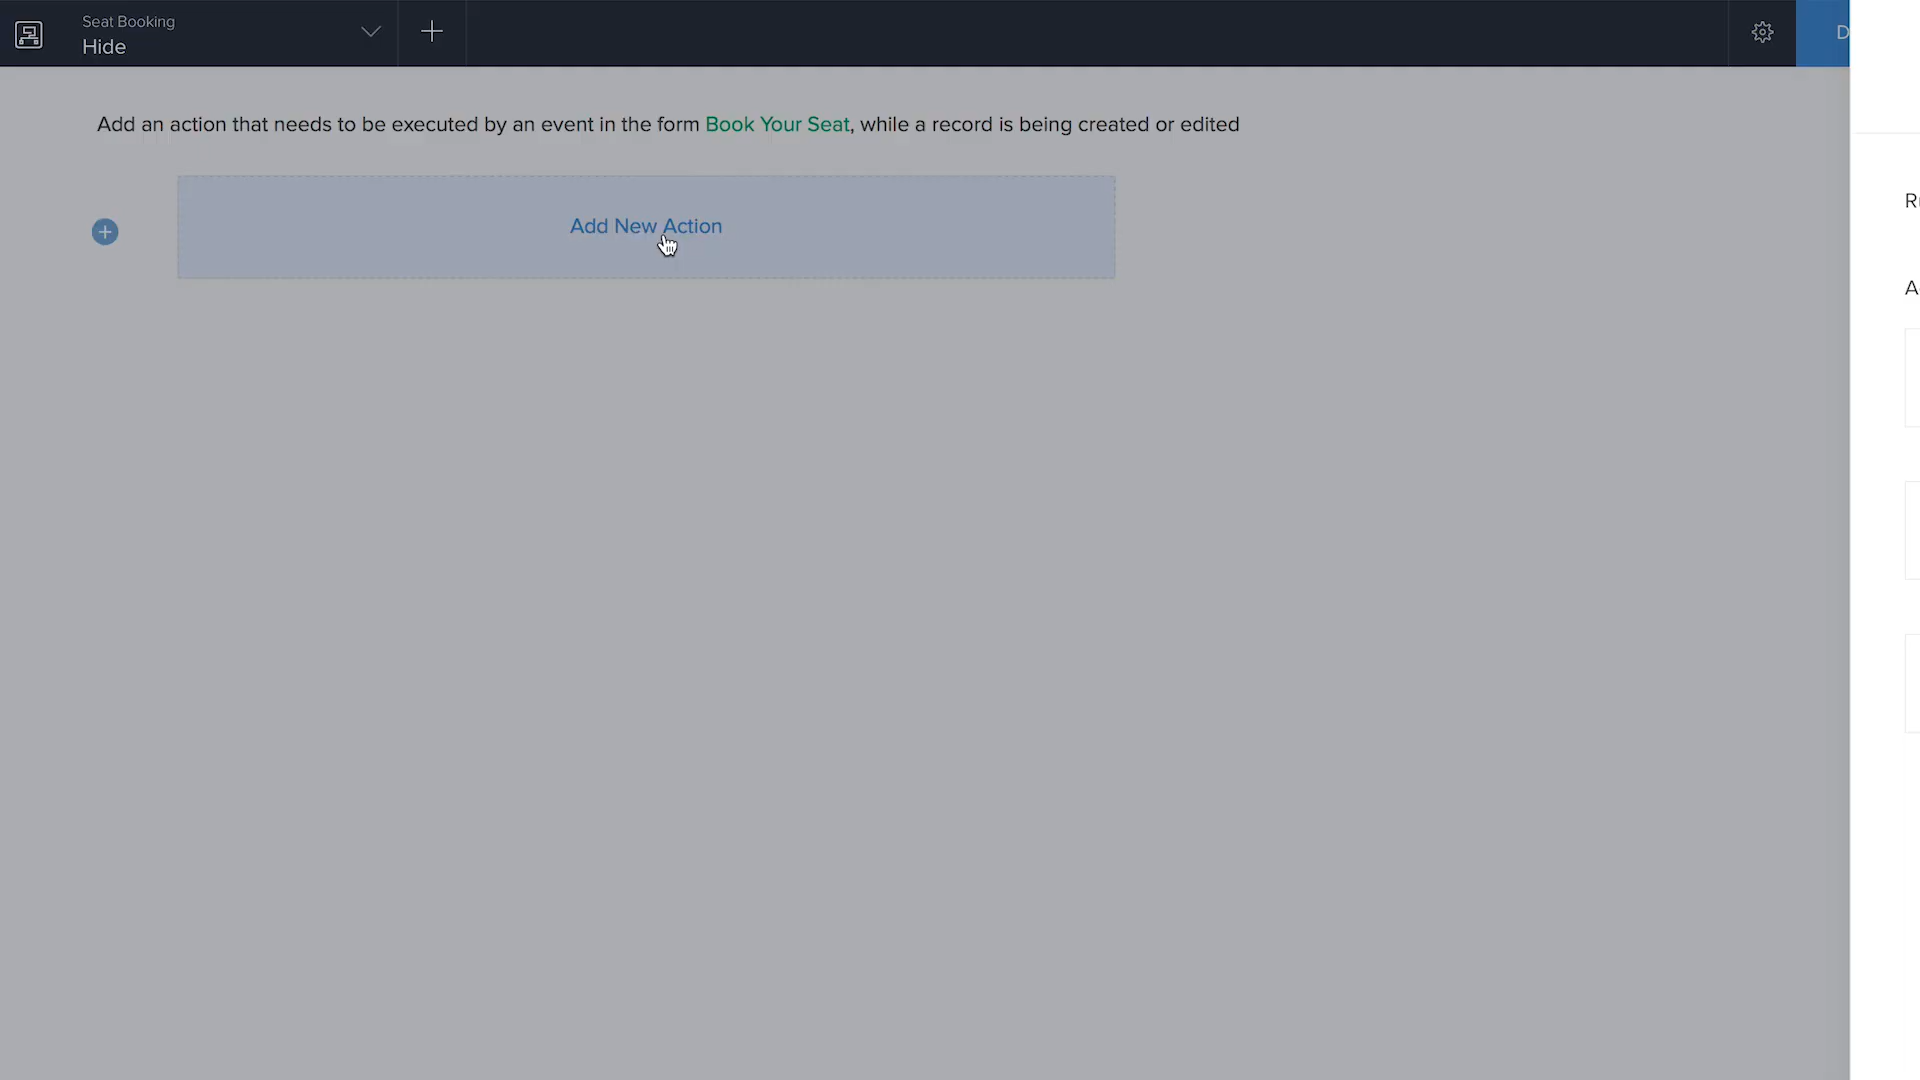 Seat Booking
Hide
Add an action that needs to be executed by an event in the form Book Your Seat, while a record is being created or edited
Add New Action